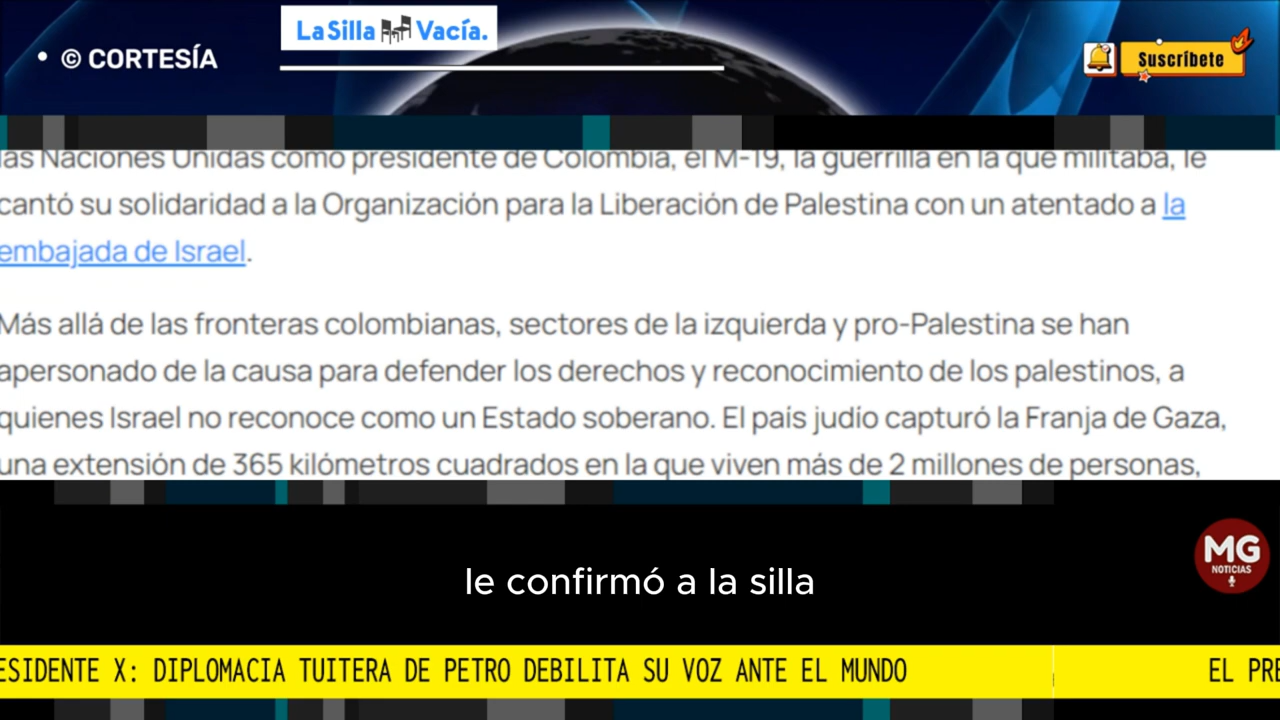 La Silla Vacía.
• © CORTESÍA
Suscríbete
las Naciones Unidas como presidente de Colombia, el M-19, la guerrilla en la que militaba, le
cantó su solidaridad a la Organización para la Liberación de Palestina con un atentado a la
embajada de Israel.
Más allá de las fronteras colombianas, sectores de la izquierda y pro-Palestina se han
apersonado de la causa para defender los derechos y reconocimiento de los palestinos, a
quienes Israel no reconoce como un Estado soberano. El país judío capturó la Franja de Gaza,
una extensión de 365 kilómetros cuadrados en la que viven más de 2 millones de personas,
MG
NOTICIAS
le confirmó a la silla
ESIDENTE X: DIPLOMACIA TUITERA DE PETRO DEBILITA SU VOZ ANTE EL MUNDO EL PRE